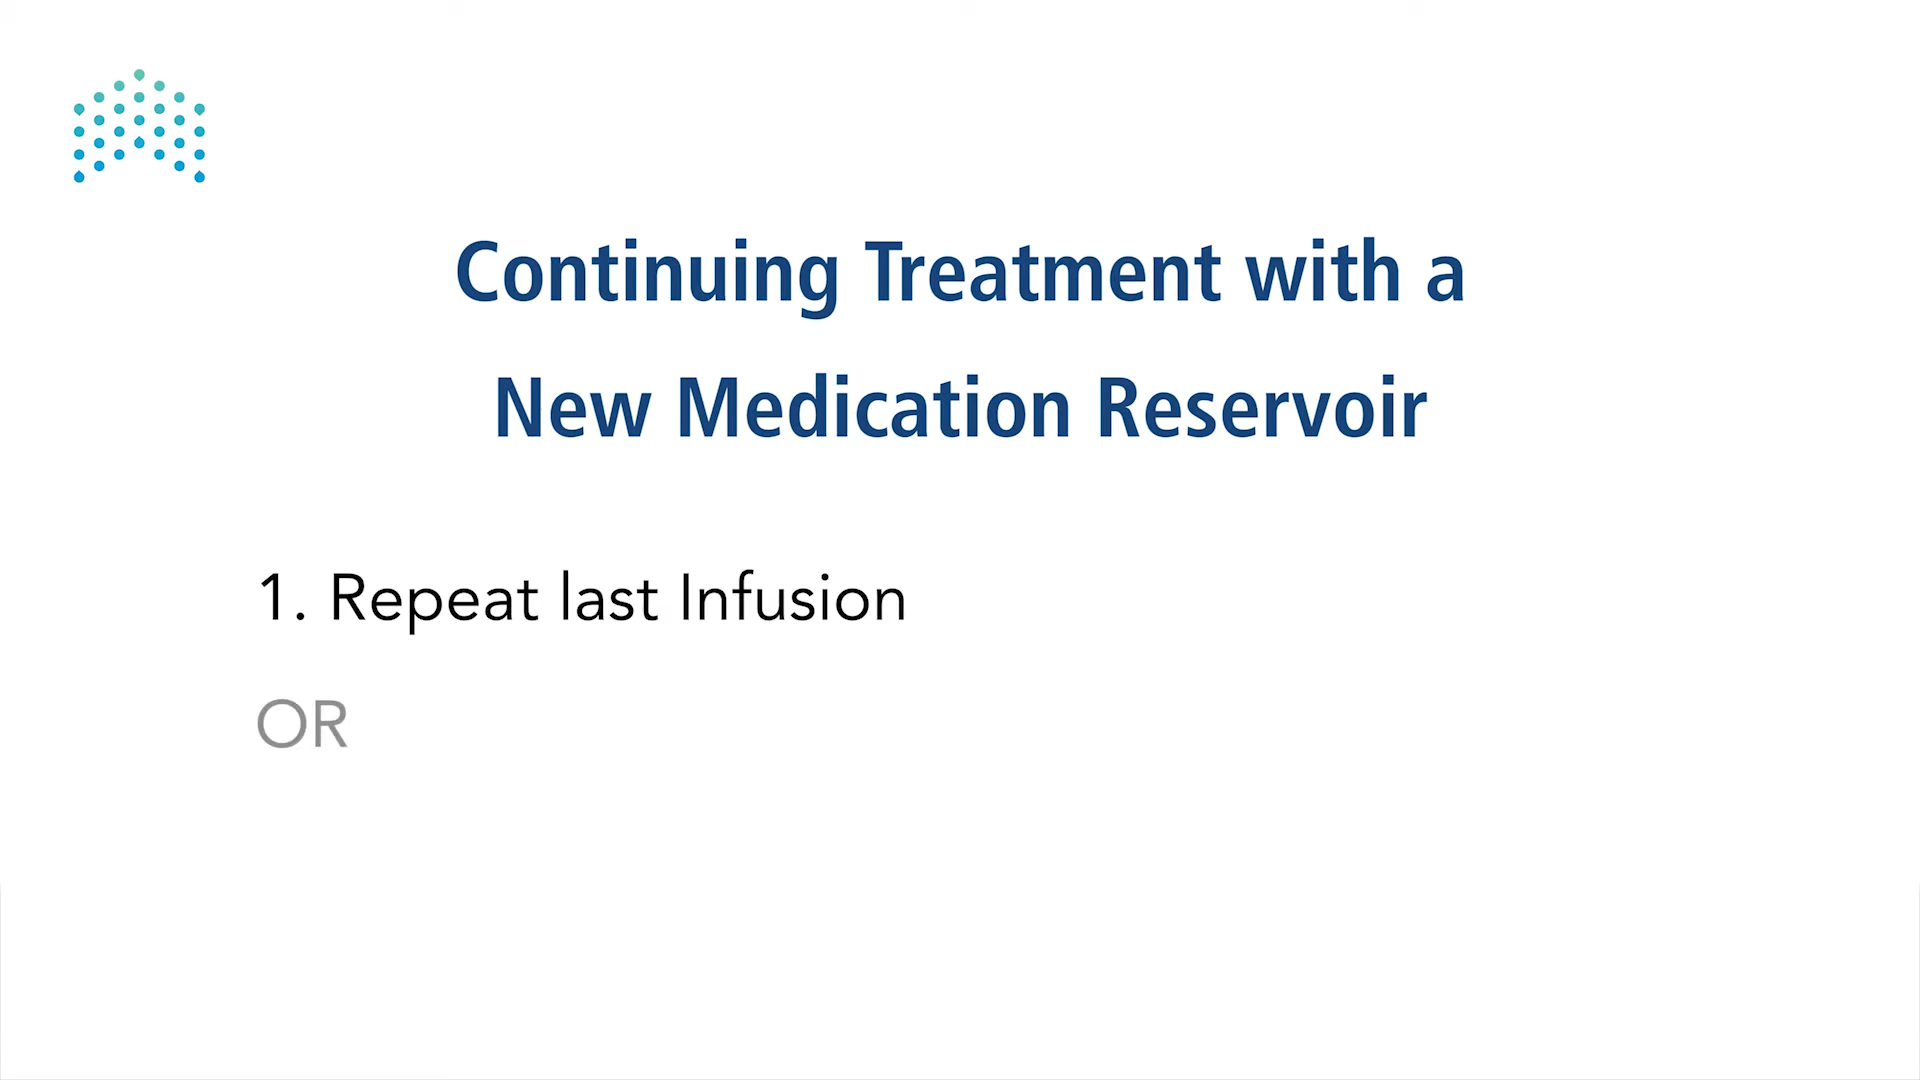 Continuing Treatment with a
New Medication Reservoir
1. Repeat last Infusion
OR